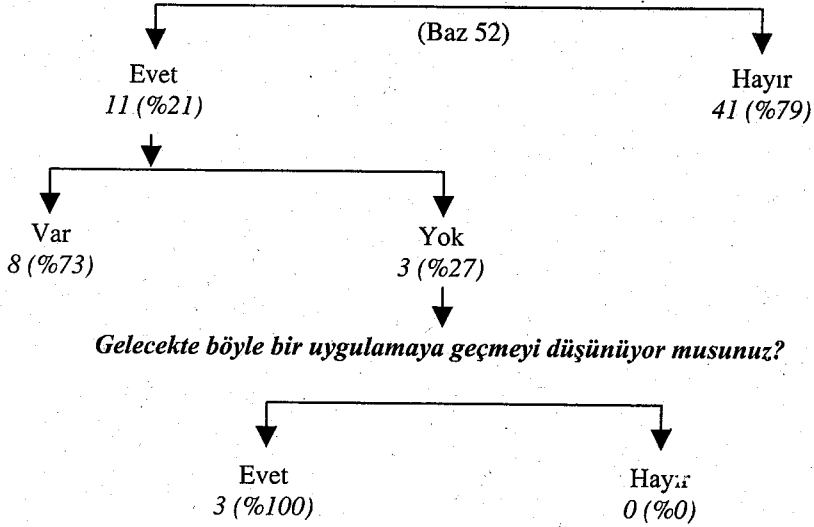 (Baz 52)
Evet Hayır
11 (%21) 41 (%79)
Var Yok
8 (%73) 3 (%27)
Gelecekte böyle bir uygulamaya geçmeyi düşünüyor musunuz?
Evet Hayır
3 (%100) 0 (%0)